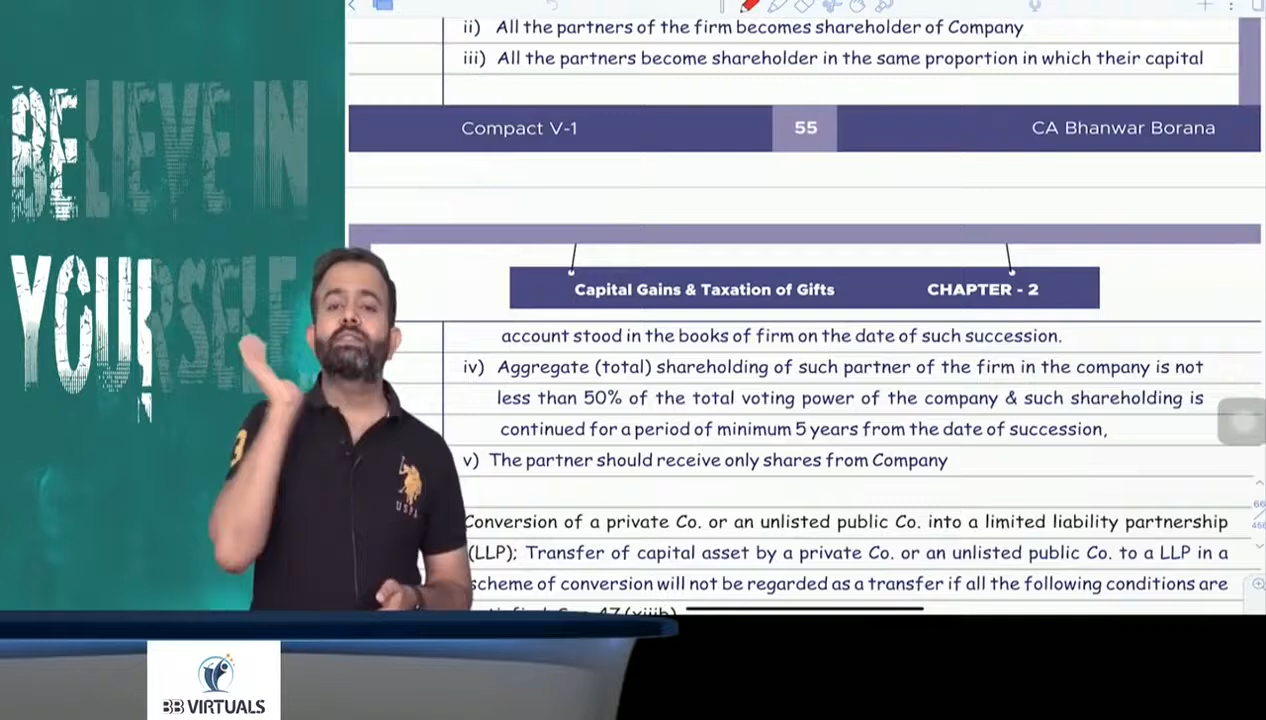 ii) All the partners of the firm becomes shareholder of Company
iii) All the partners become shareholder in the same proportion in which their capital
Compact V-1 55 CA Bhanwar Borana
BELIEVE IN
YOURSELF
Capital Gains & Taxation of Gifts CHAPTER - 2
account stood in the books of firm on the date of such succession.
iv) Aggregate (total) shareholding of such partner of the firm in the company is not
less than 50% of the total voting power of the company & such shareholding is
continued for a period of minimum 5 years from the date of succession,
v) The partner should receive only shares from Company
Conversion of a private Co. or an unlisted public Co. into a limited liability partnership
(LLP); Transfer of capital asset by a private Co. or an unlisted public Co. to a LLP in a
scheme of conversion will not be regarded as a transfer if all the following conditions are
47(xiiib)
USPA
BB VIRTUALS